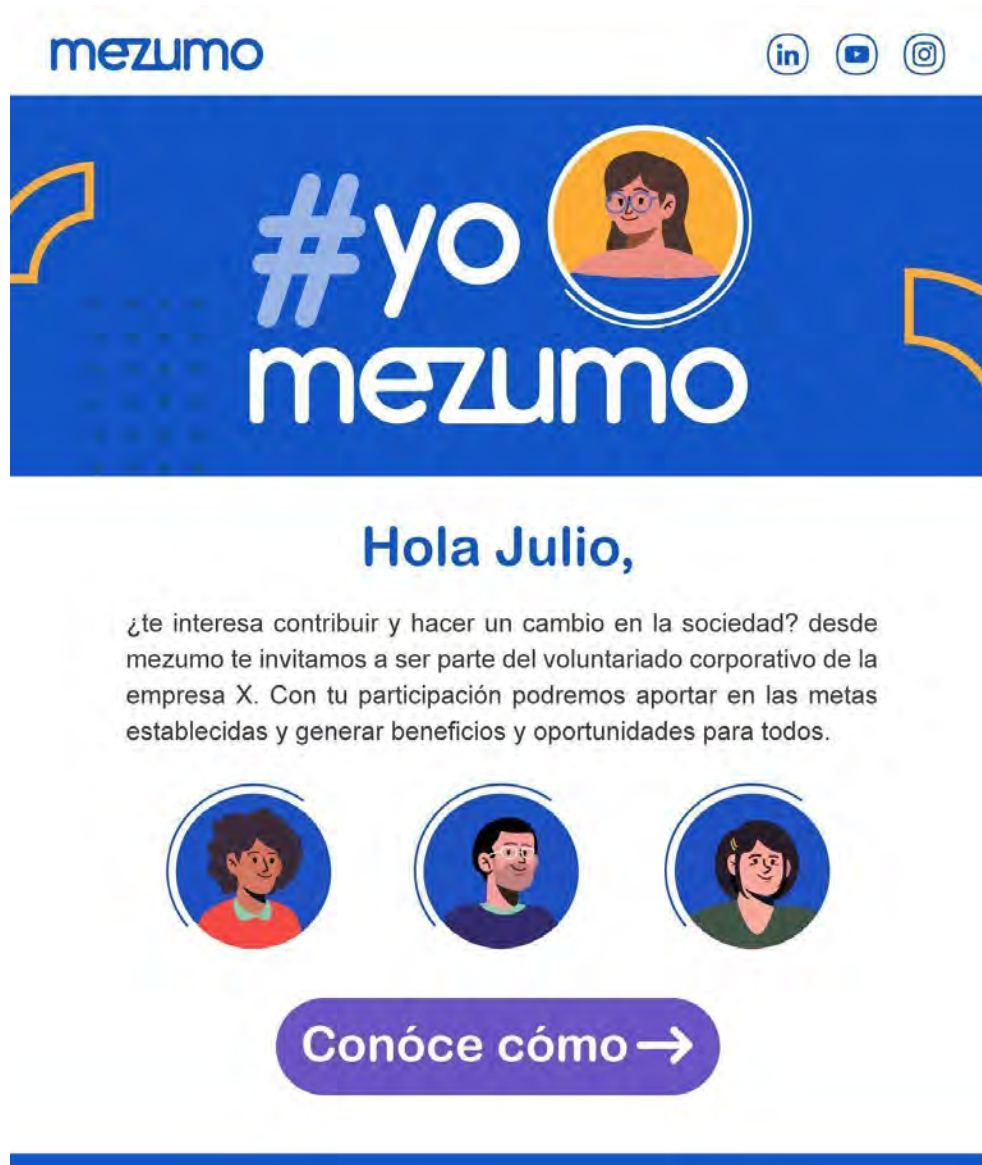 mezumo
in
#yo
mezumo
Hola Julio,
¿te interesa contribuir y hacer un cambio en la sociedad? desde
mezumo te invitamos a ser parte del voluntariado corporativo de la
empresa X. Con tu participación podremos aportar en las metas
establecidas y generar beneficios y oportunidades para todos.
Conóce cómo